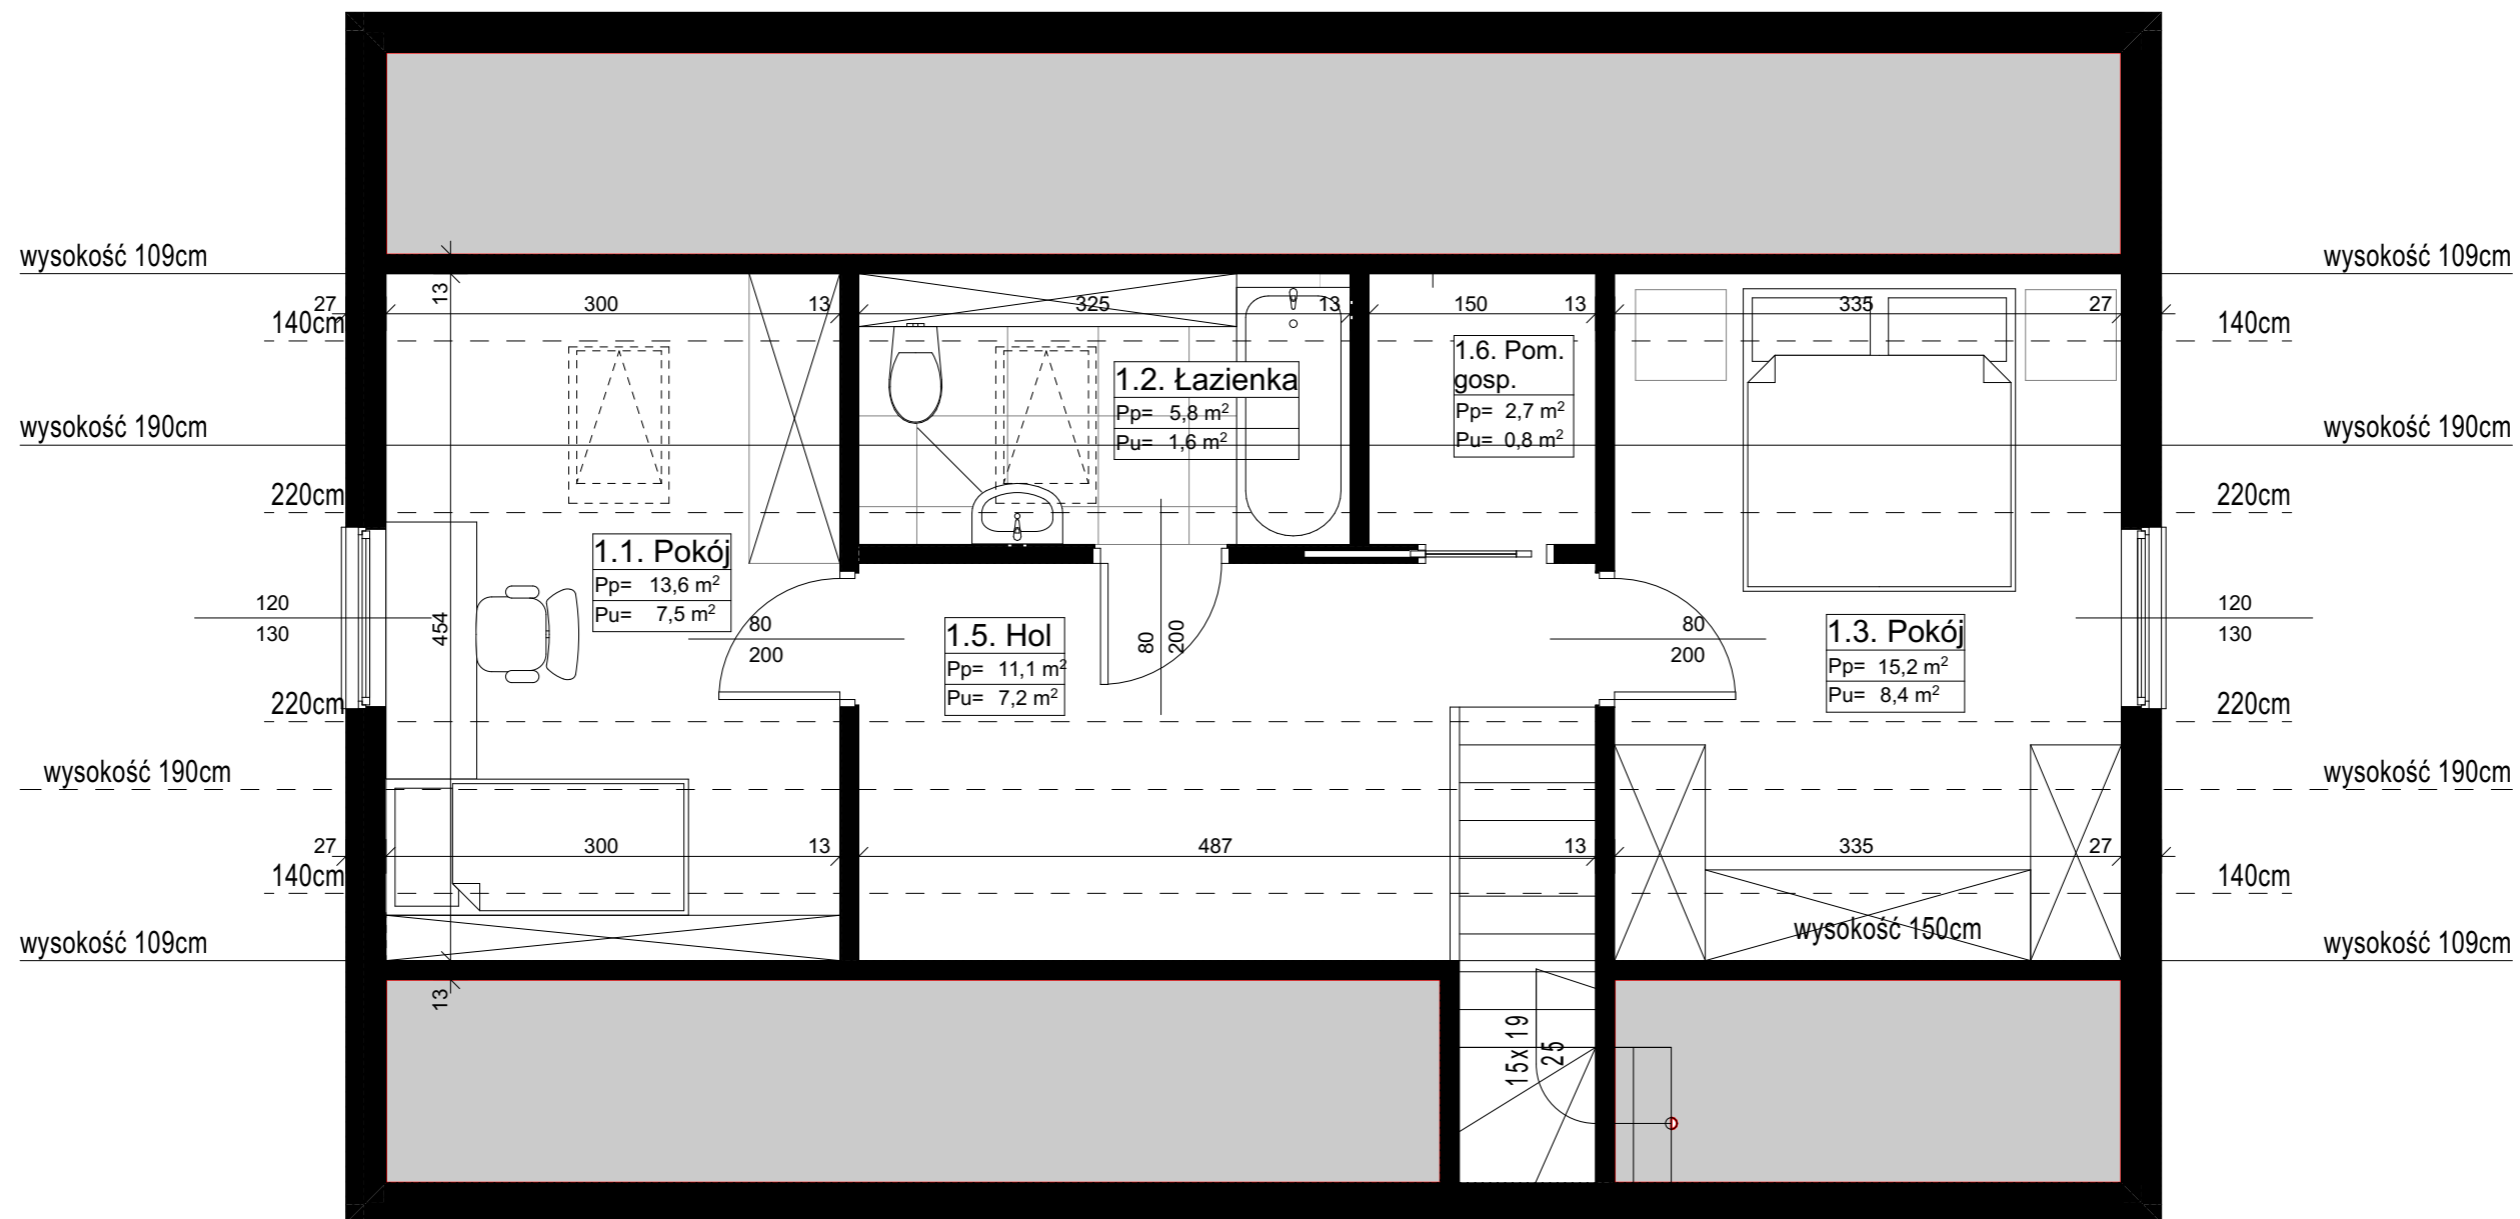 wysokość 109cm
wysokość 109cm
13
27
300
13
325
13
150
13
335
27
140cm
140cm
1.6. Pom.
gosp.
Pp= 2,7 m²
Pu= 0,8 m²
1.2. Łazienka
Pp= 5,8 m²
Pu= 1,6 m²
wysokość 190cm
wysokość 190cm
220cm
220cm
1.1. Pokój
Pp= 13,6 m²
Pu= 7,5 m²
120
130
454
80
200
1.5. Hol
Pp= 11,1 m²
Pu= 7,2 m²
80
200
80
200
1.3. Pokój
Pp= 15,2 m²
Pu= 8,4 m²
120
130
220cm
220cm
wysokość 190cm
wysokość 190cm
27
300
13
487
13
335
27
140cm
140cm
wysokość 150cm
wysokość 109cm
wysokość 109cm
13
15x 19
25